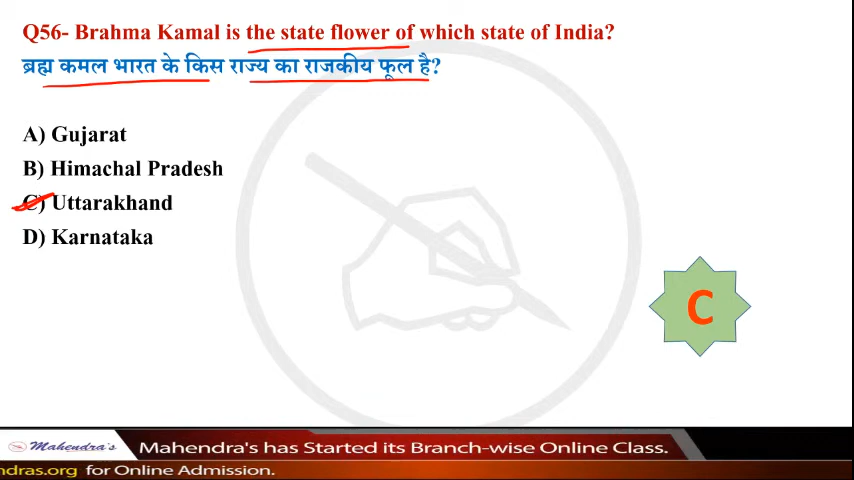 Q56- Brahma Kamal is the state flower of which state of India?
ब्रह्म कमल भारत के किस राज्य का राजकीय फूल है?
A) Gujarat
B) Himachal Pradesh
C) Uttarakhand
D) Karnataka
C
Mahendra's
Mahendra's has Started its Branch-wise Online Class.
ndras.org for Online Admission.